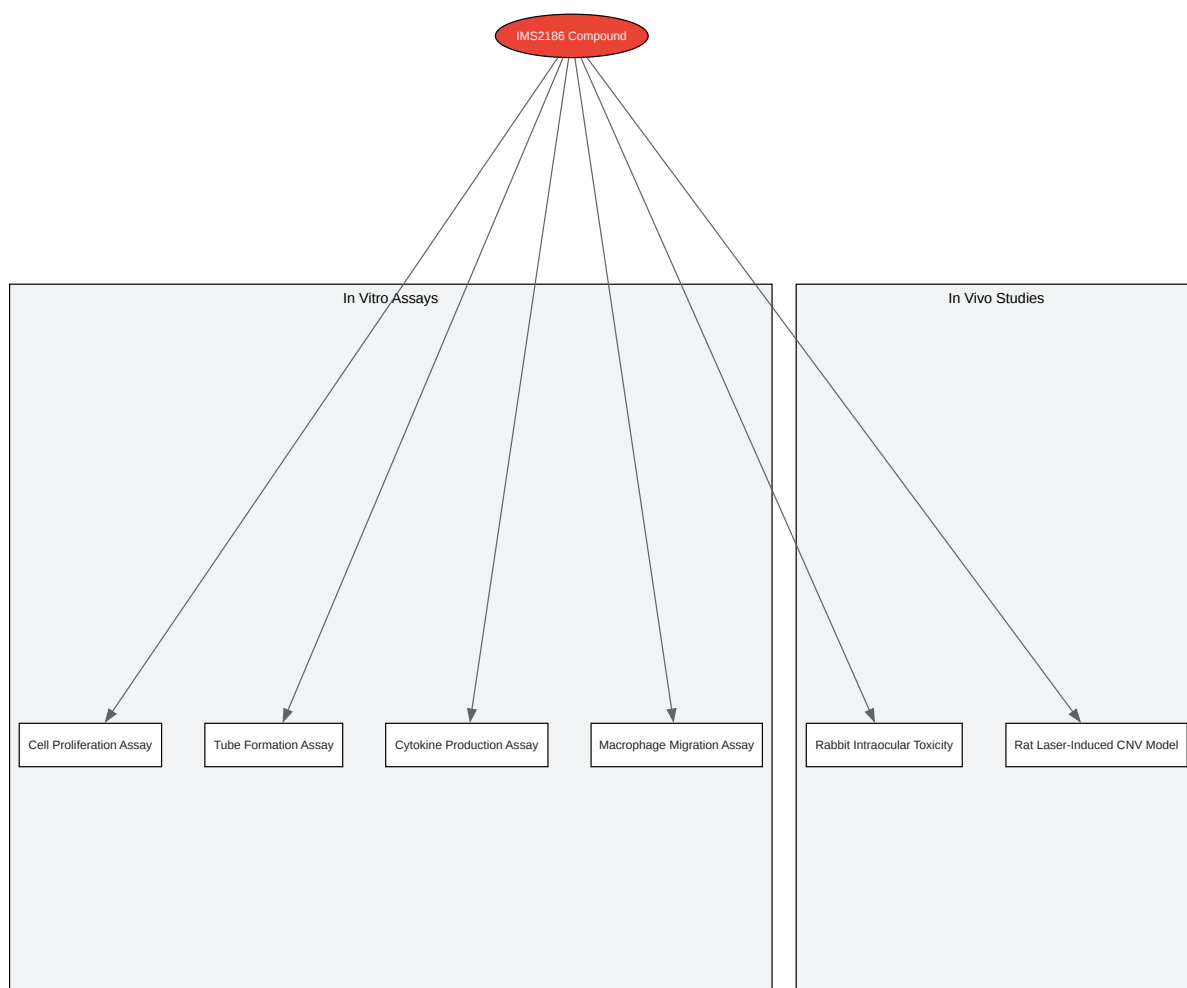 IMS2186 Compound
In Vitro Assays
In Vivo Studies
Cell Proliferation Assay
Tube Formation Assay
Cytokine Production Assay
Macrophage Migration Assay
Rabbit Intraocular Toxicity
Rat Laser-Induced CNV Model